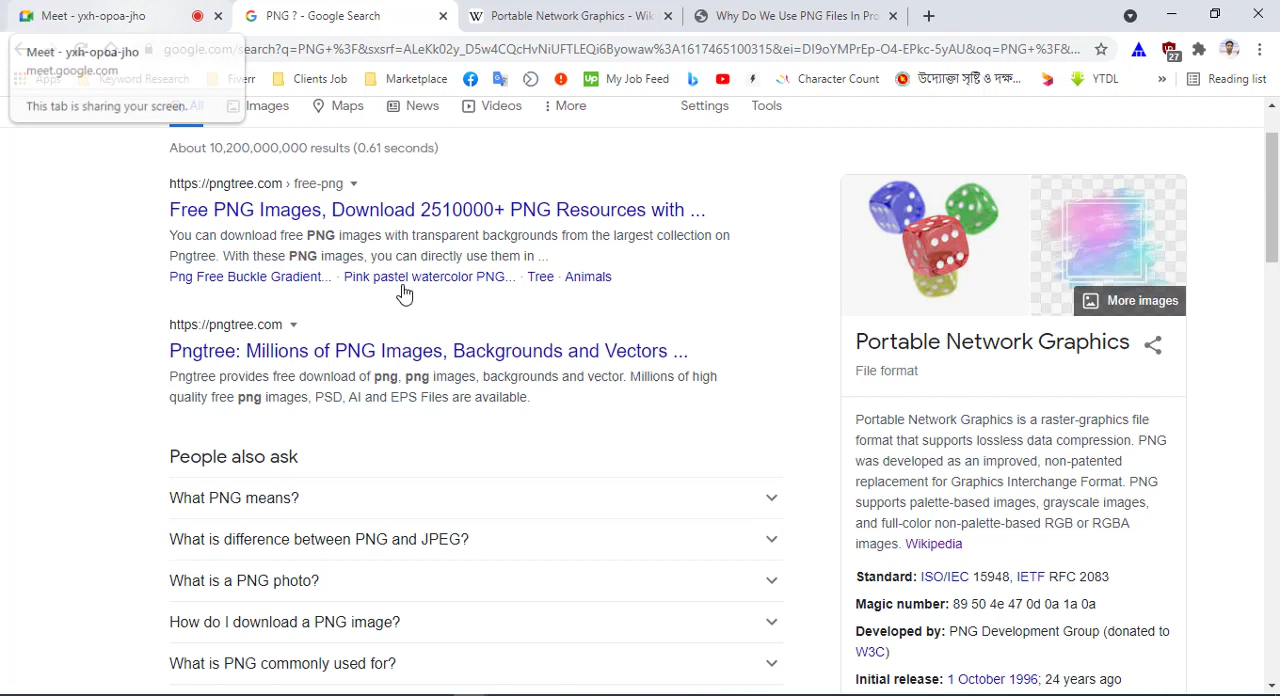 Meet - yxh-opoa-jho
PNG ? - Google Search
Portable Network Graphics - Wik
Why Do We Use PNG Files In Pro
Meet - yxh-opoa-jho
meet.google.com
This tab is sharing your screen.
google.com/search?q=PNG+%3F&sxsrf=ALeKk02y_D5w4CQcHvNiUFTLEQi6Byowaw%3A1617465100315&ei=DI9oYMPrEp-O4-EPkc-5yAU&oq=PNG+%3F&...
27
Apps
Keyword Research
Fiverr
Clients Job
Marketplace
Up My Job Feed
Character Count
উদ্যোক্তা সৃষ্টি ও দক্ষ...
YTDL
»
Reading list
All
Images
Maps
News
Videos
More
Settings
Tools
About 10,200,000,000 results (0.61 seconds)
https://pngtree.com › free-png
Free PNG Images, Download 2510000+ PNG Resources with ...
You can download free PNG images with transparent backgrounds from the largest collection on
Pngtree. With these PNG images, you can directly use them in ...
Png Free Buckle Gradient... · Pink pastel watercolor PNG... · Tree · Animals
https://pngtree.com
Pngtree: Millions of PNG Images, Backgrounds and Vectors ...
Pngtree provides free download of png, png images, backgrounds and vector. Millions of high
quality free png images, PSD, AI and EPS Files are available.
People also ask
What PNG means?
What is difference between PNG and JPEG?
What is a PNG photo?
How do I download a PNG image?
What is PNG commonly used for?
More images
Portable Network Graphics
File format
Portable Network Graphics is a raster-graphics file
format that supports lossless data compression. PNG
was developed as an improved, non-patented
replacement for Graphics Interchange Format. PNG
supports palette-based images, grayscale images,
and full-color non-palette-based RGB or RGBA
images. Wikipedia
Standard: ISO/IEC 15948, IETF RFC 2083
Magic number: 89 50 4e 47 0d 0a 1a 0a
Developed by: PNG Development Group (donated to
W3C)
Initial release: 1 October 1996; 24 years ago